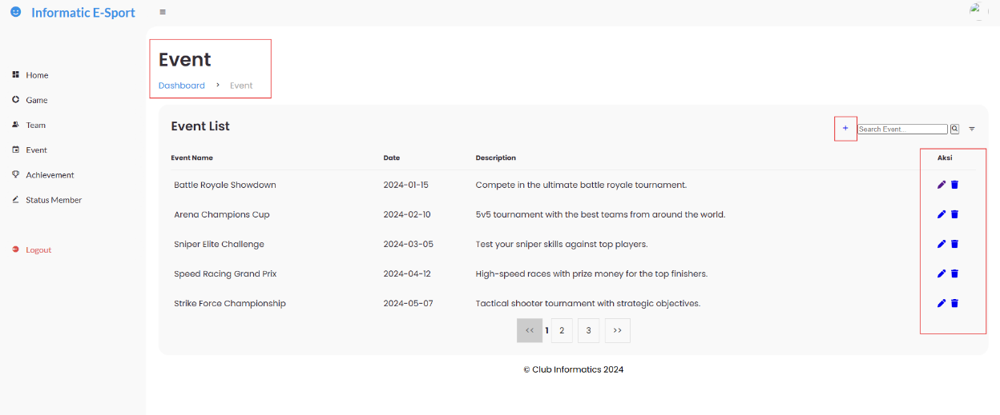 Informatic E-Sport
Home
Game
Team
Event
Achievement
Status Member
Logout
Event
Dashboard > Event
Event List
+ Search Event...
Event Name Date Description Aksi
Battle Royale Showdown 2024-01-15 Compete in the ultimate battle royale tournament.
Arena Champions Cup 2024-02-10 5v5 tournament with the best teams from around the world.
Sniper Elite Challenge 2024-03-05 Test your sniper skills against top players.
Speed Racing Grand Prix 2024-04-12 High-speed races with prize money for the top finishers.
Strike Force Championship 2024-05-07 Tactical shooter tournament with strategic objectives.
<< 1 2 3 >>
© Club Informatics 2024